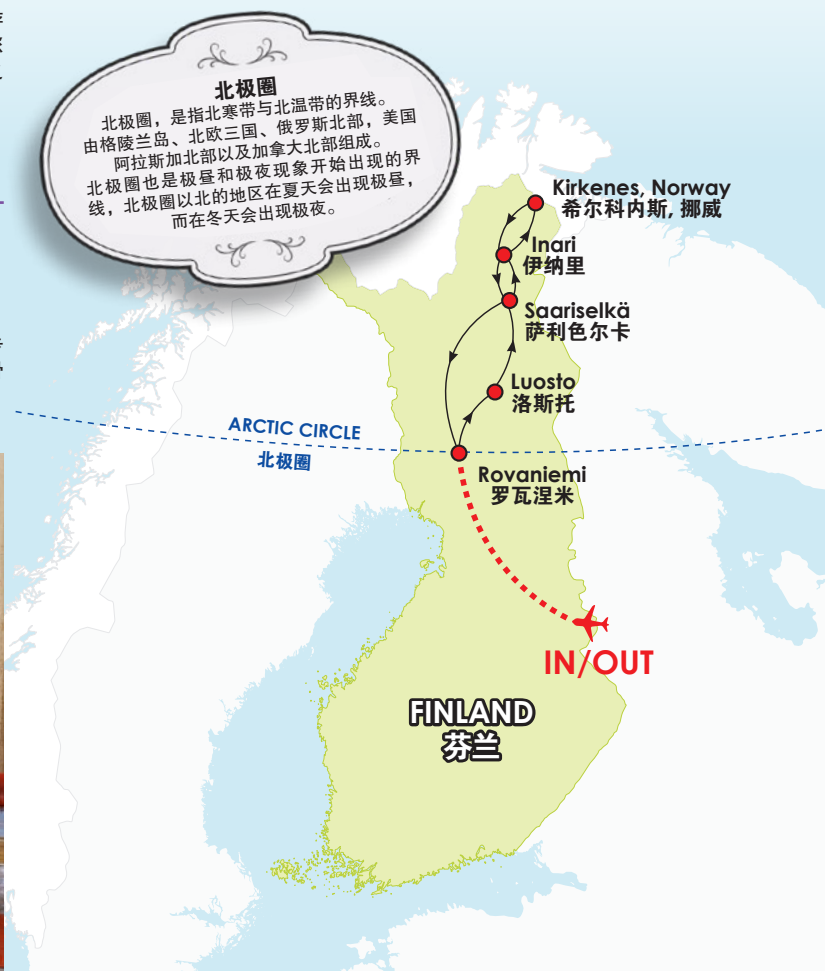 北极圈
北极圈，是指北寒带与北温带的界线。
由格陵兰岛、北欧三国、俄罗斯北部，美国
阿拉斯加北部以及加拿大北部组成。
北极圈也是极昼和极夜现象开始出现的界
线，北极圈以北的地区在夏天会出现极昼，
而在冬天会出现极夜。
Kirkenes, Norway
希尔科内斯, 挪威
Inari
伊纳里
Saariselkä
萨利色尔卡
Luosto
洛斯托
ARCTIC CIRCLE
北极圈
Rovaniemi
罗瓦涅米
IN/OUT
FINLAND
芬兰